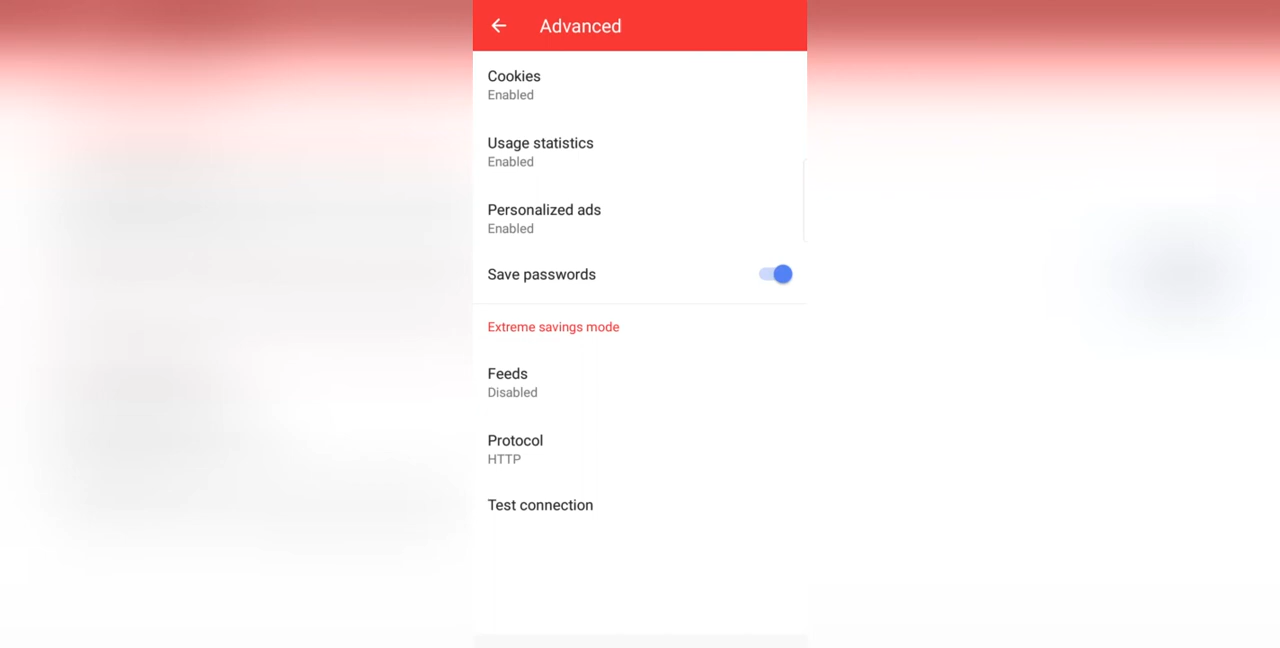 Advanced
Cookies
Enabled
Usage statistics
Enabled
Personalized ads
Enabled
Save passwords
Extreme savings mode
Feeds
Disabled
Protocol
HTTP
Test connection